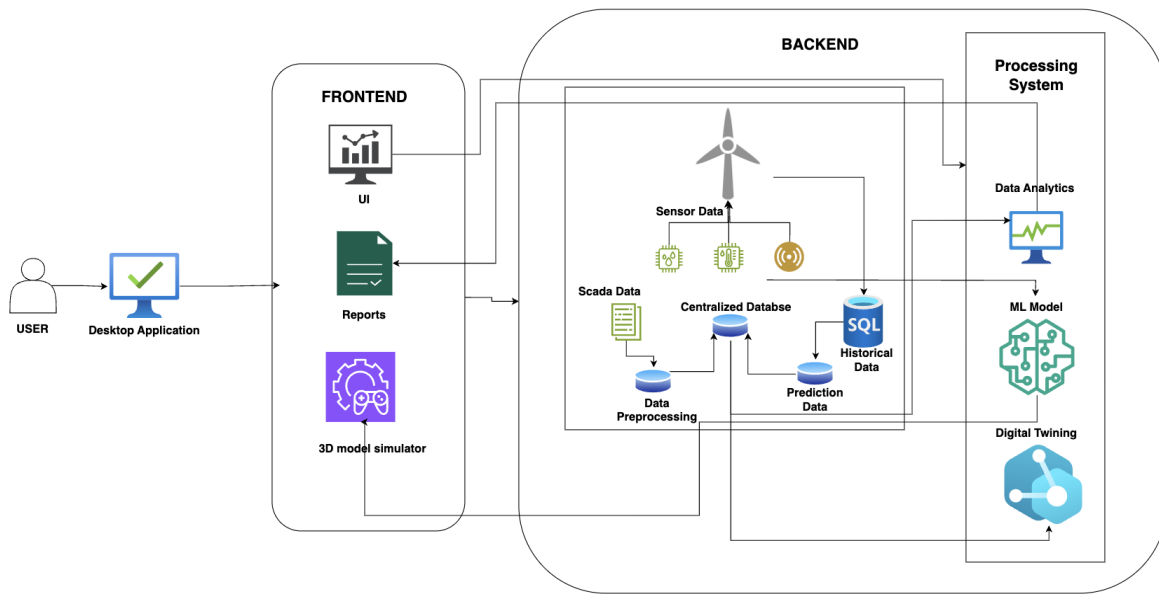 BACKEND
Processing
System
FRONTEND
UI
Data Analytics
Sensor Data
Reports
Scada Data
Centralized Databse
ML Model
SQL
USER
Desktop Application
Historical
Data
Prediction
Data
Data
Preprocessing
3D model simulator
Digital Twining